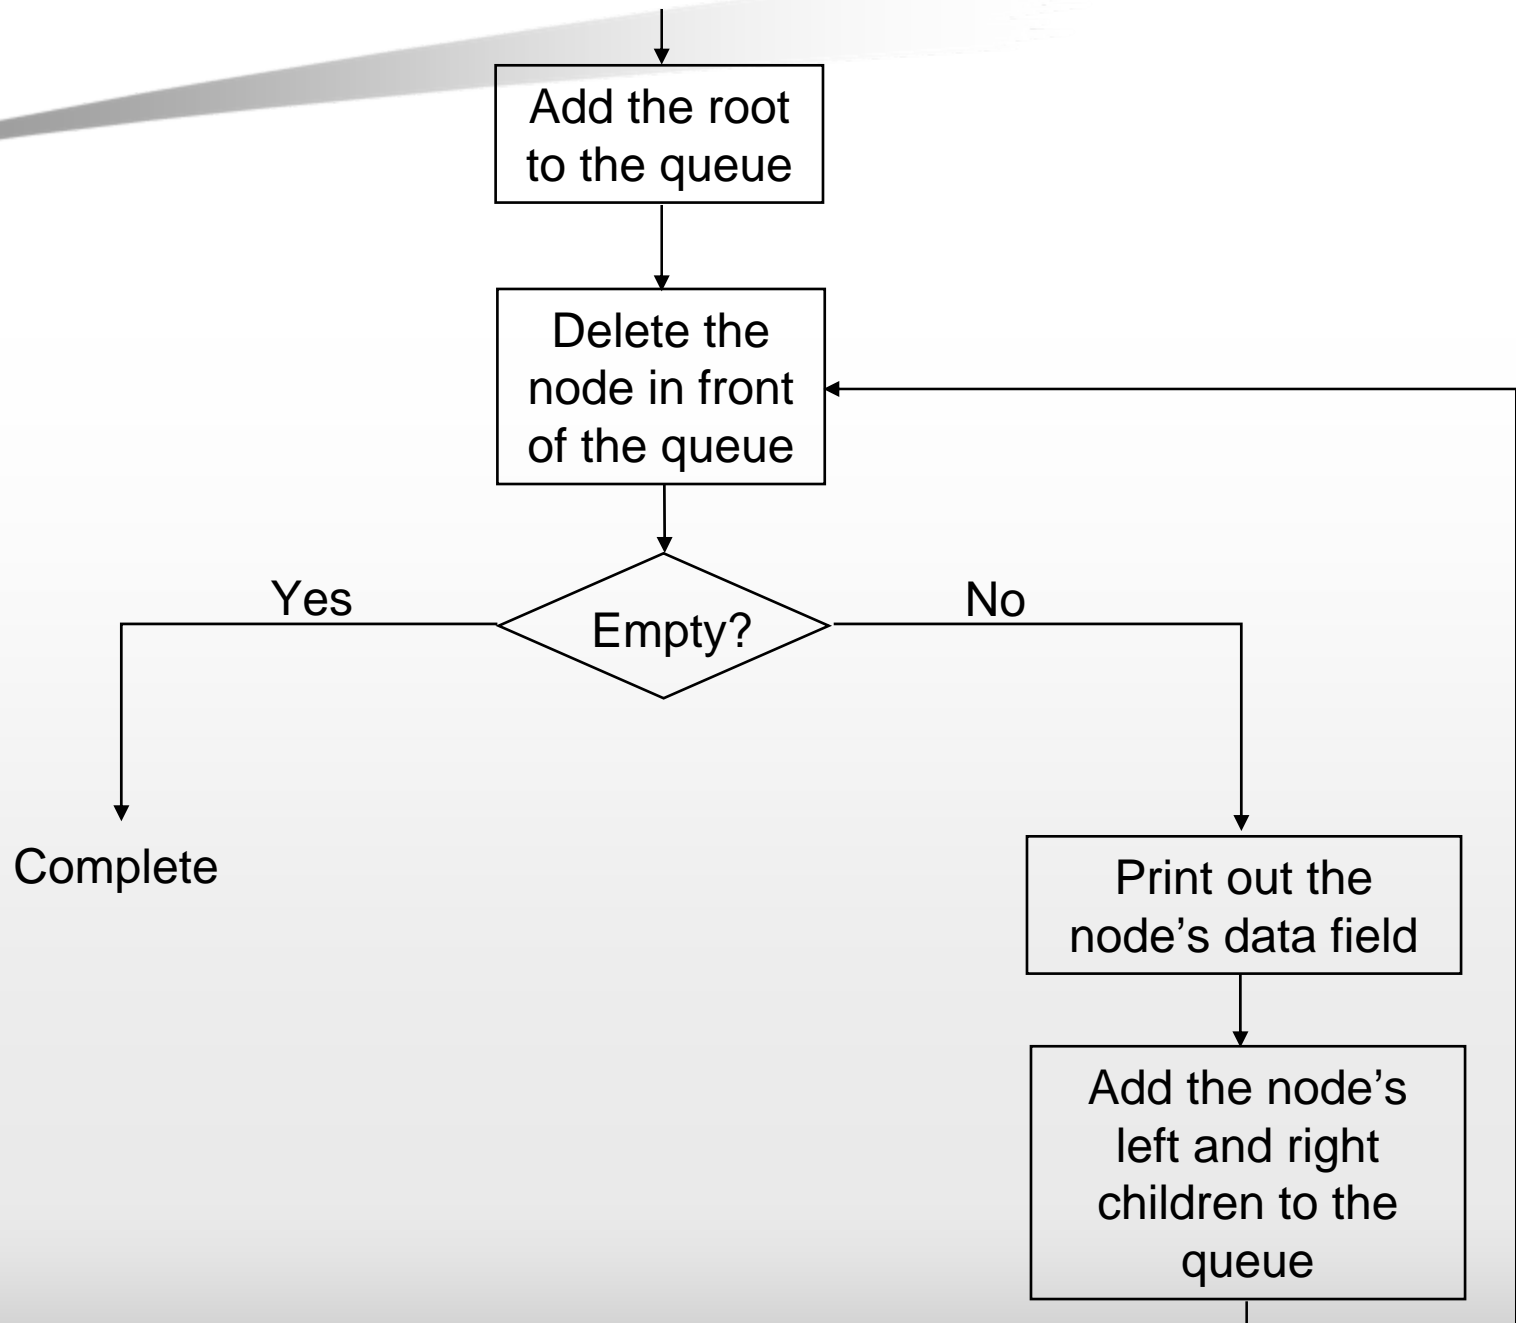 Add the root
to the queue
Delete the
node in front
of the queue
Yes
Empty?
No
Complete
Print out the
node’s data field
Add the node’s
left and right
children to the
queue